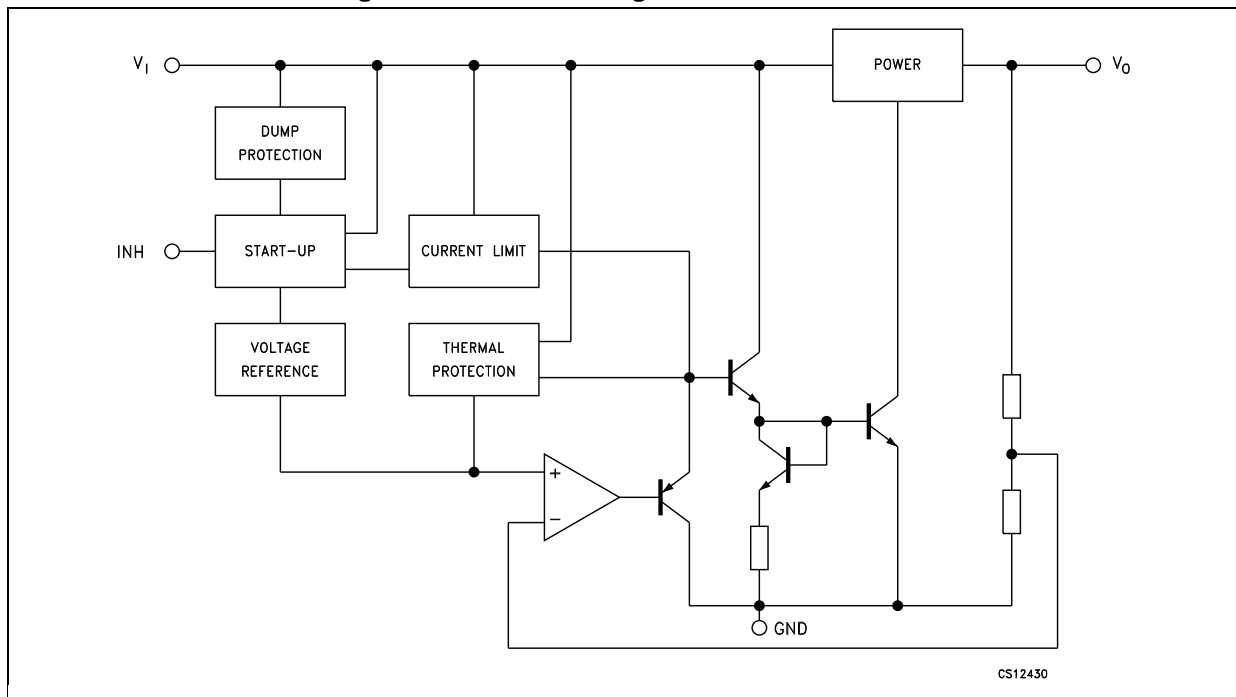 V_I
V_O
POWER
DUMP
PROTECTION
INH
START-UP
CURRENT LIMIT
VOLTAGE
REFERENCE
THERMAL
PROTECTION
+
−
GND
CS12430